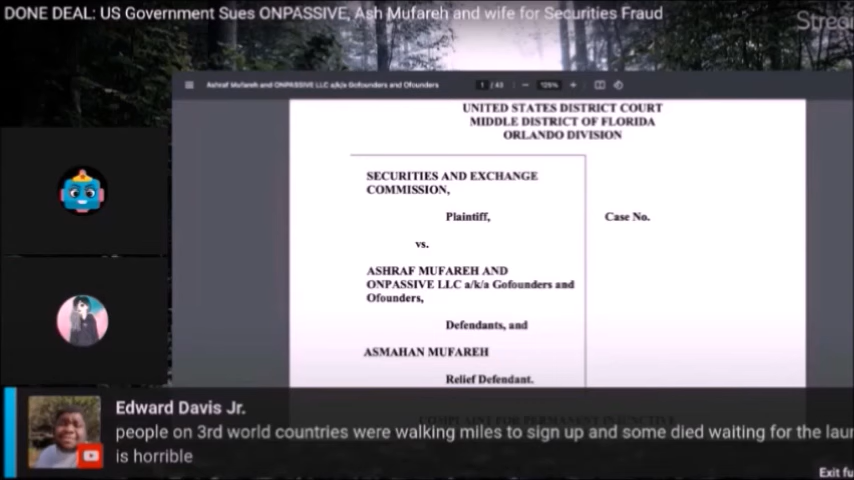 DONE DEAL: US Government Sues ONPASSIVE, Ash Mufareh and wife for Securities Fraud
Ashraf Mufareh and ONPASSIVE LLC a/k/a Gofounders and Ofounders
1 / 43
125%
UNITED STATES DISTRICT COURT
MIDDLE DISTRICT OF FLORIDA
ORLANDO DIVISION
SECURITIES AND EXCHANGE
COMMISSION,
Plaintiff,
Case No.
vs.
ASHRAF MUFAREH AND
ONPASSIVE LLC a/k/a Gofounders and
Ofounders,
Defendants, and
ASMAHAN MUFAREH
Relief Defendant.
COMPLAINT FOR PERMANENT INJUNCTIVE
Edward Davis Jr.
people on 3rd world countries were walking miles to sign up and some died waiting for the
is horrible
Exit